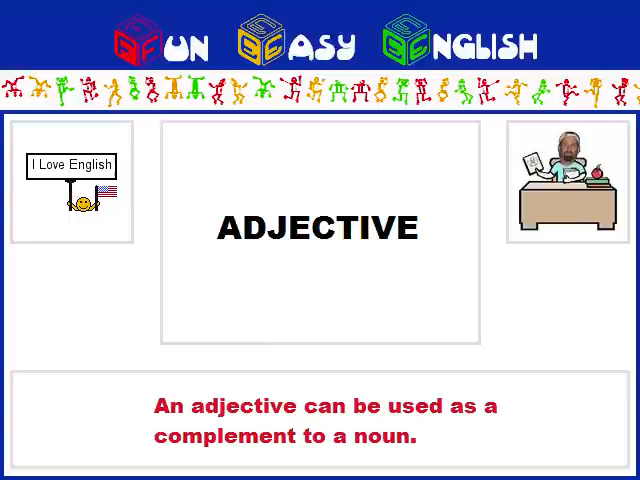 FUN EASY ENGLISH
I Love English
ADJECTIVE
An adjective can be used as a
complement to a noun.